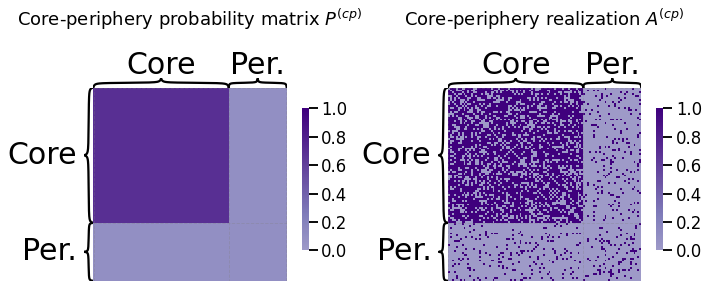 Core-periphery probability matrix P^(cp)
Core Per.
Core
Per.
1.0
0.8
0.6
0.4
0.2
0.0
Core-periphery realization A^(cp)
Core Per.
Core
Per.
1.0
0.8
0.6
0.4
0.2
0.0